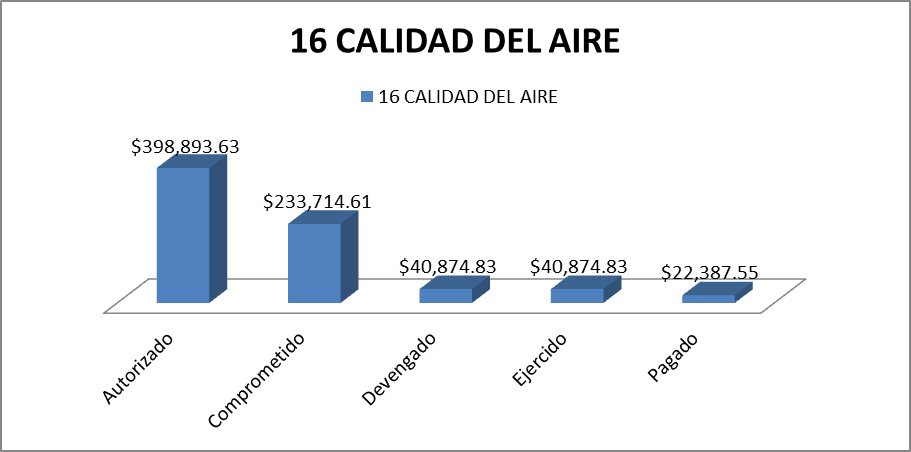 16 CALIDAD DEL AIRE
16 CALIDAD DEL AIRE
$398,893.63
$233,714.61
$40,874.83
$40,874.83
$22,387.55
Autorizado
Comprometido
Devengado
Ejercido
Pagado